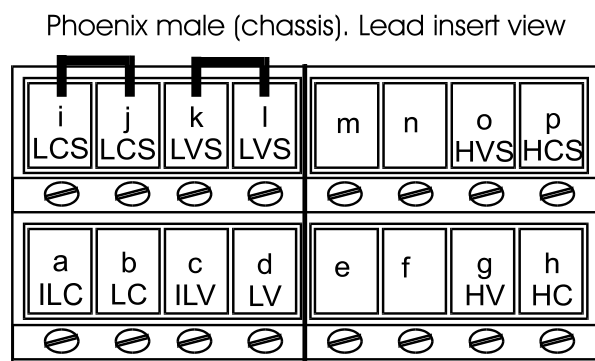 Phoenix male (chassis). Lead insert view
i j k l m n o p
LCS LCS LVS LVS HVS HCS
a b c d e f g h
ILC LC ILV LV HV HC